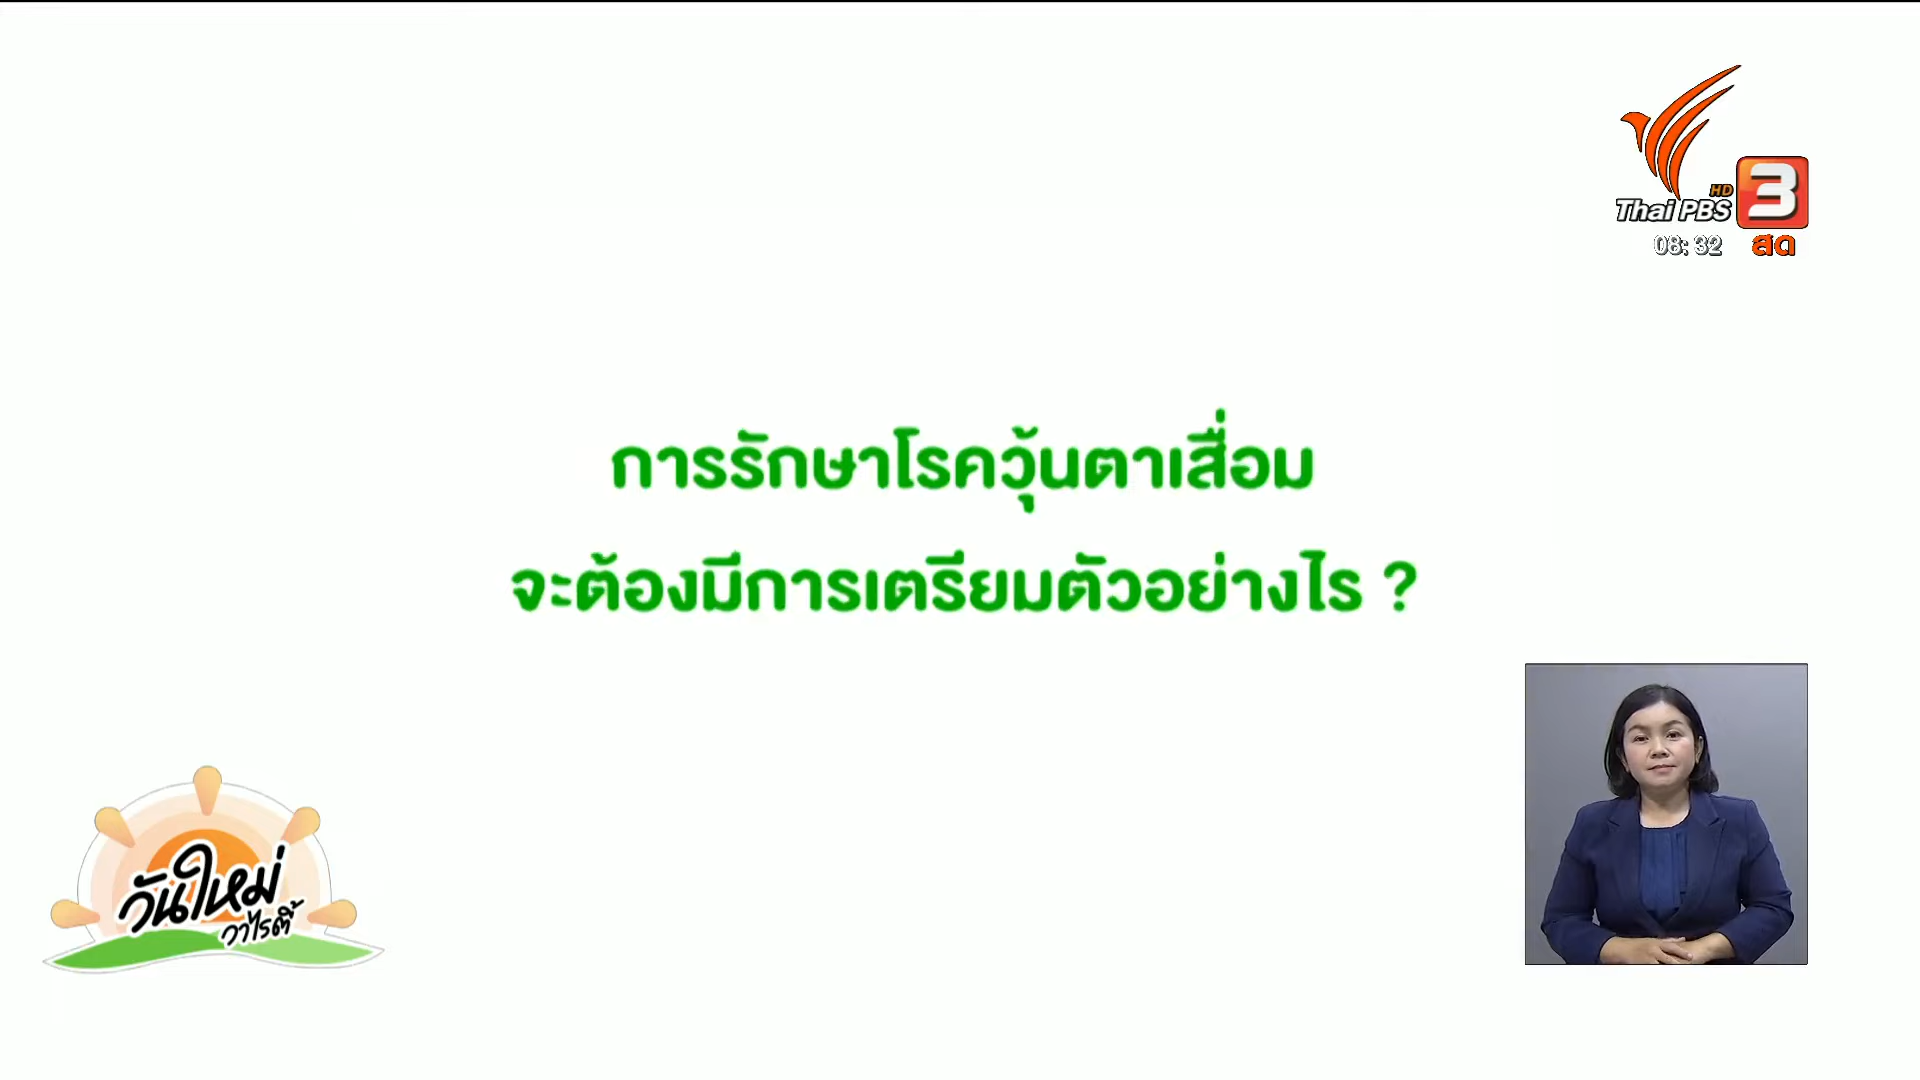 HD
Thai PBS 3
08:32 สด
การรักษาโรควุ้นตาเสื่อม
จะต้องมีการเตรียมตัวอย่างไร ?
วันใหม่
วาไรตี้